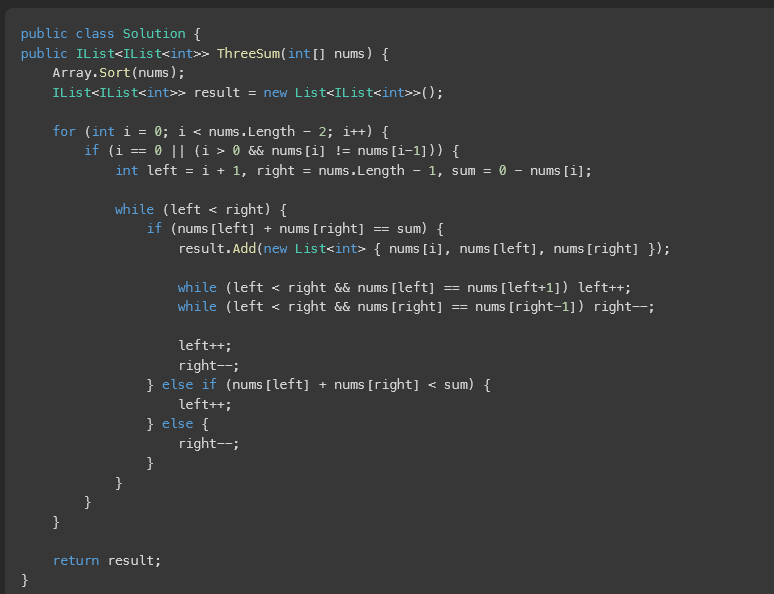 public class Solution {
public IList<IList<int>> ThreeSum(int[] nums) {
    Array.Sort(nums);
    IList<IList<int>> result = new List<IList<int>>();

    for (int i = 0; i < nums.Length - 2; i++) {
        if (i == 0 || (i > 0 && nums[i] != nums[i-1])) {
            int left = i + 1, right = nums.Length - 1, sum = 0 - nums[i];

            while (left < right) {
                if (nums[left] + nums[right] == sum) {
                    result.Add(new List<int> { nums[i], nums[left], nums[right] });

                    while (left < right && nums[left] == nums[left+1]) left++;
                    while (left < right && nums[right] == nums[right-1]) right--;

                    left++;
                    right--;
                } else if (nums[left] + nums[right] < sum) {
                    left++;
                } else {
                    right--;
                }
            }
        }
    }

    return result;
}